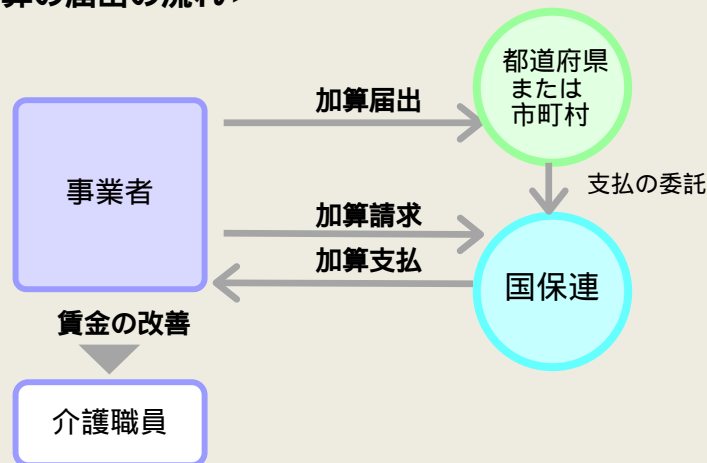 算の届出の流れ>
都道府県
または
市町村
加算届出
事業者
支払の委託
加算請求
加算支払
国保連
賃金の改善
介護職員